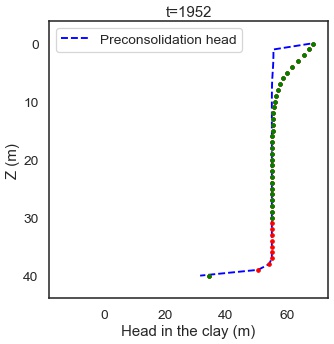 t=1952
Preconsolidation head
0
10
20
30
40
Z (m)
0 20 40 60
Head in the clay (m)